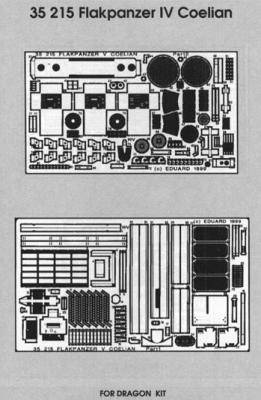 35 215 Flakpanzer IV Coelian
35 215 FLAKPANZER V COELIAN Part2
(c) EDUARD 1999
(c) EDUARD 1999
35 215 FLAKPANZER V COELIAN Part1
FOR DRAGON KIT